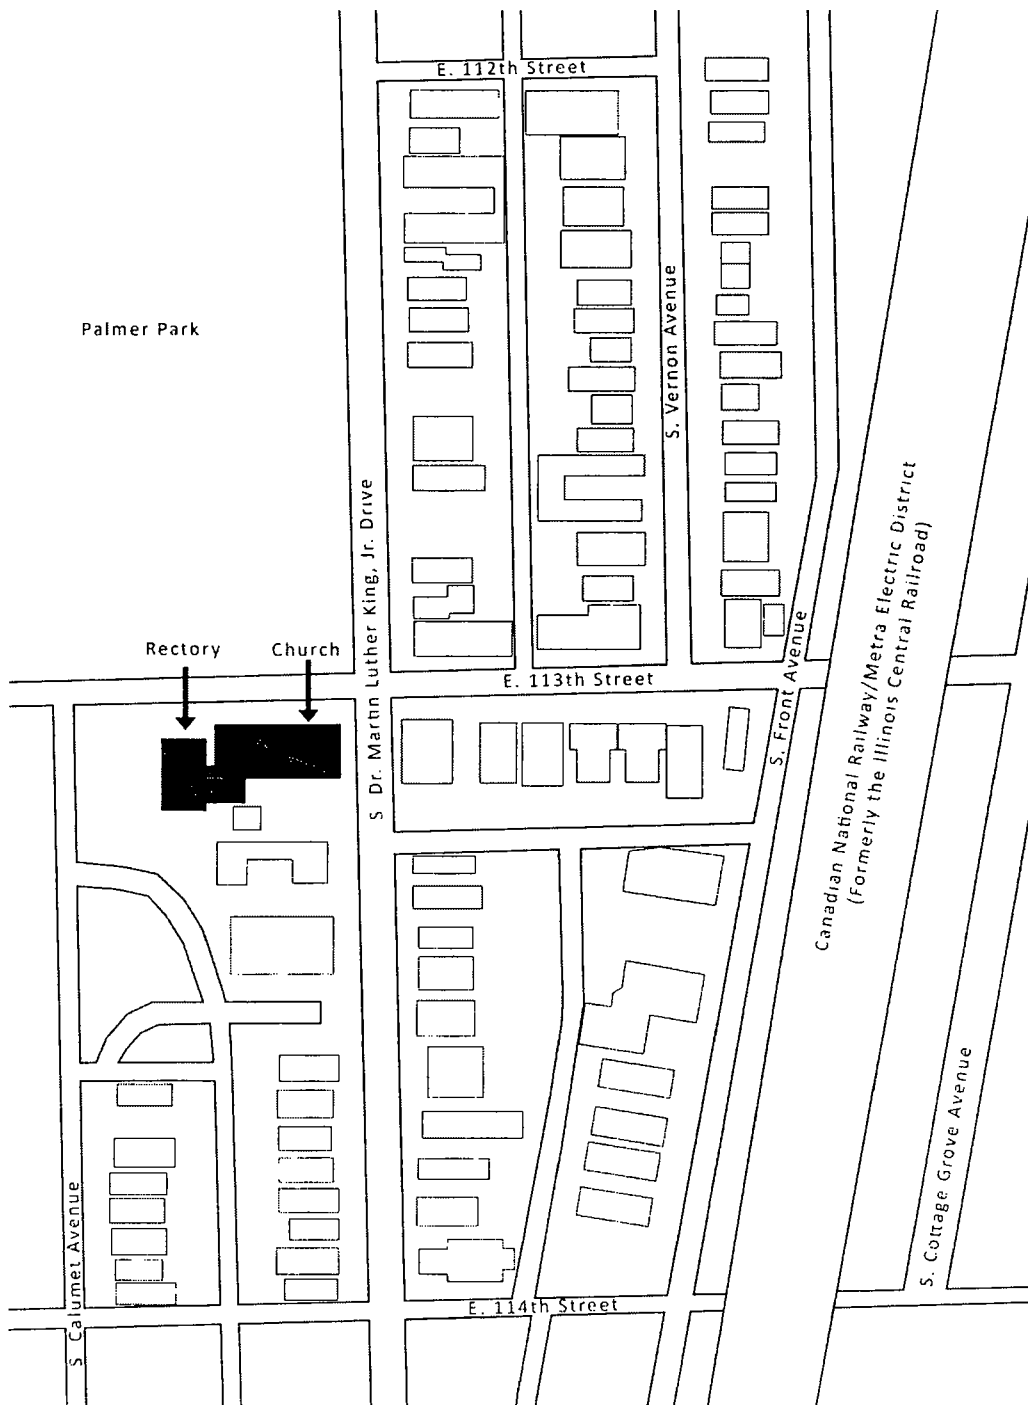 E. 112th Street
Palmer Park
S. Vernon Avenue
S Dr. Martin Luther King, Jr. Drive
Canadian National Railway/Metra Electric District
(Formerly the Illinois Central Railroad)
Rectory
Church
E. 113th Street
S. Front Avenue
S. Cottage Grove Avenue
S Calumet Avenue
E. 114th Street